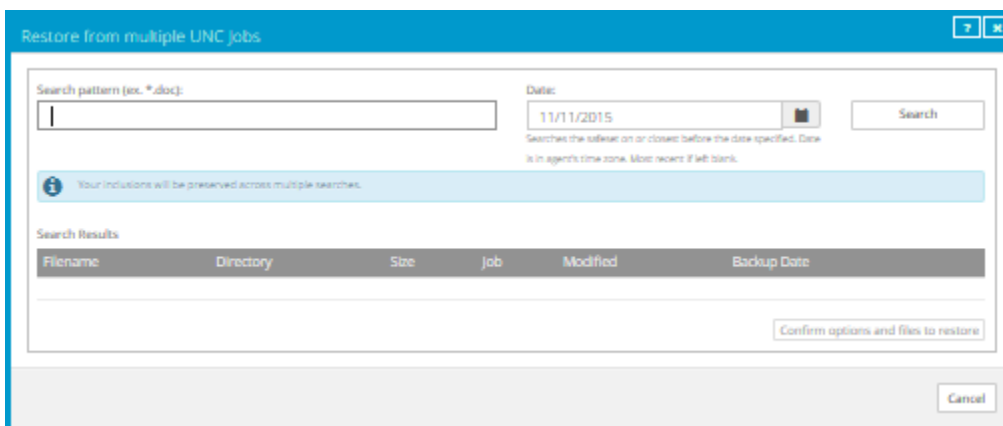 Restore from multiple UNC Jobs
? x
Search pattern (ex. *.doc):
Date:
11/11/2015
Search
Searches the safeset on or closest before the date specified. Date
is in agent's time zone. Most recent if left blank.
Your inclusions will be preserved across multiple searches.
Search Results
Filename Directory Size Job Modified Backup Date
Confirm options and files to restore
Cancel